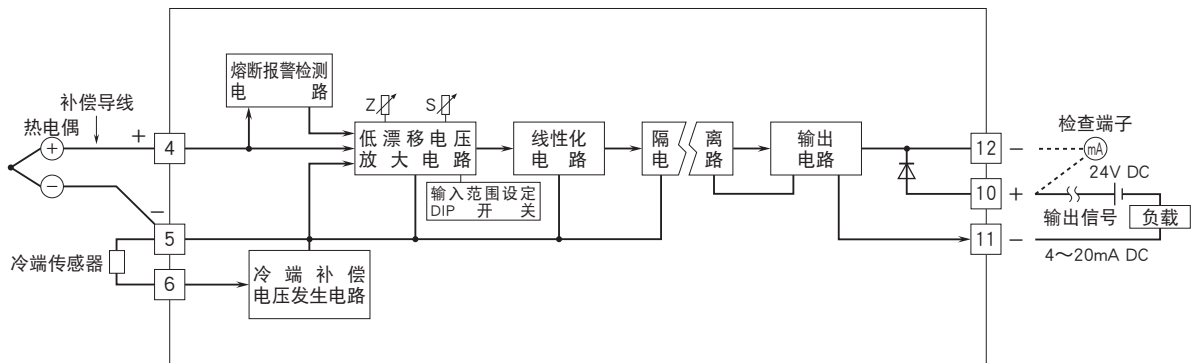 熔断报警检测
电 路
补偿导线
热电偶
+
+
−
−
4
5
6
冷端传感器
Z
S
低漂移电压
放大电路
输入范围设定
DIP 开 关
冷 端 补 偿
电压发生电路
线性化
电 路
隔 离
电 路
输出
电路
12
−
10
+
11
−
检查端子
mA
24V DC
输出信号
负载
4～20mA DC